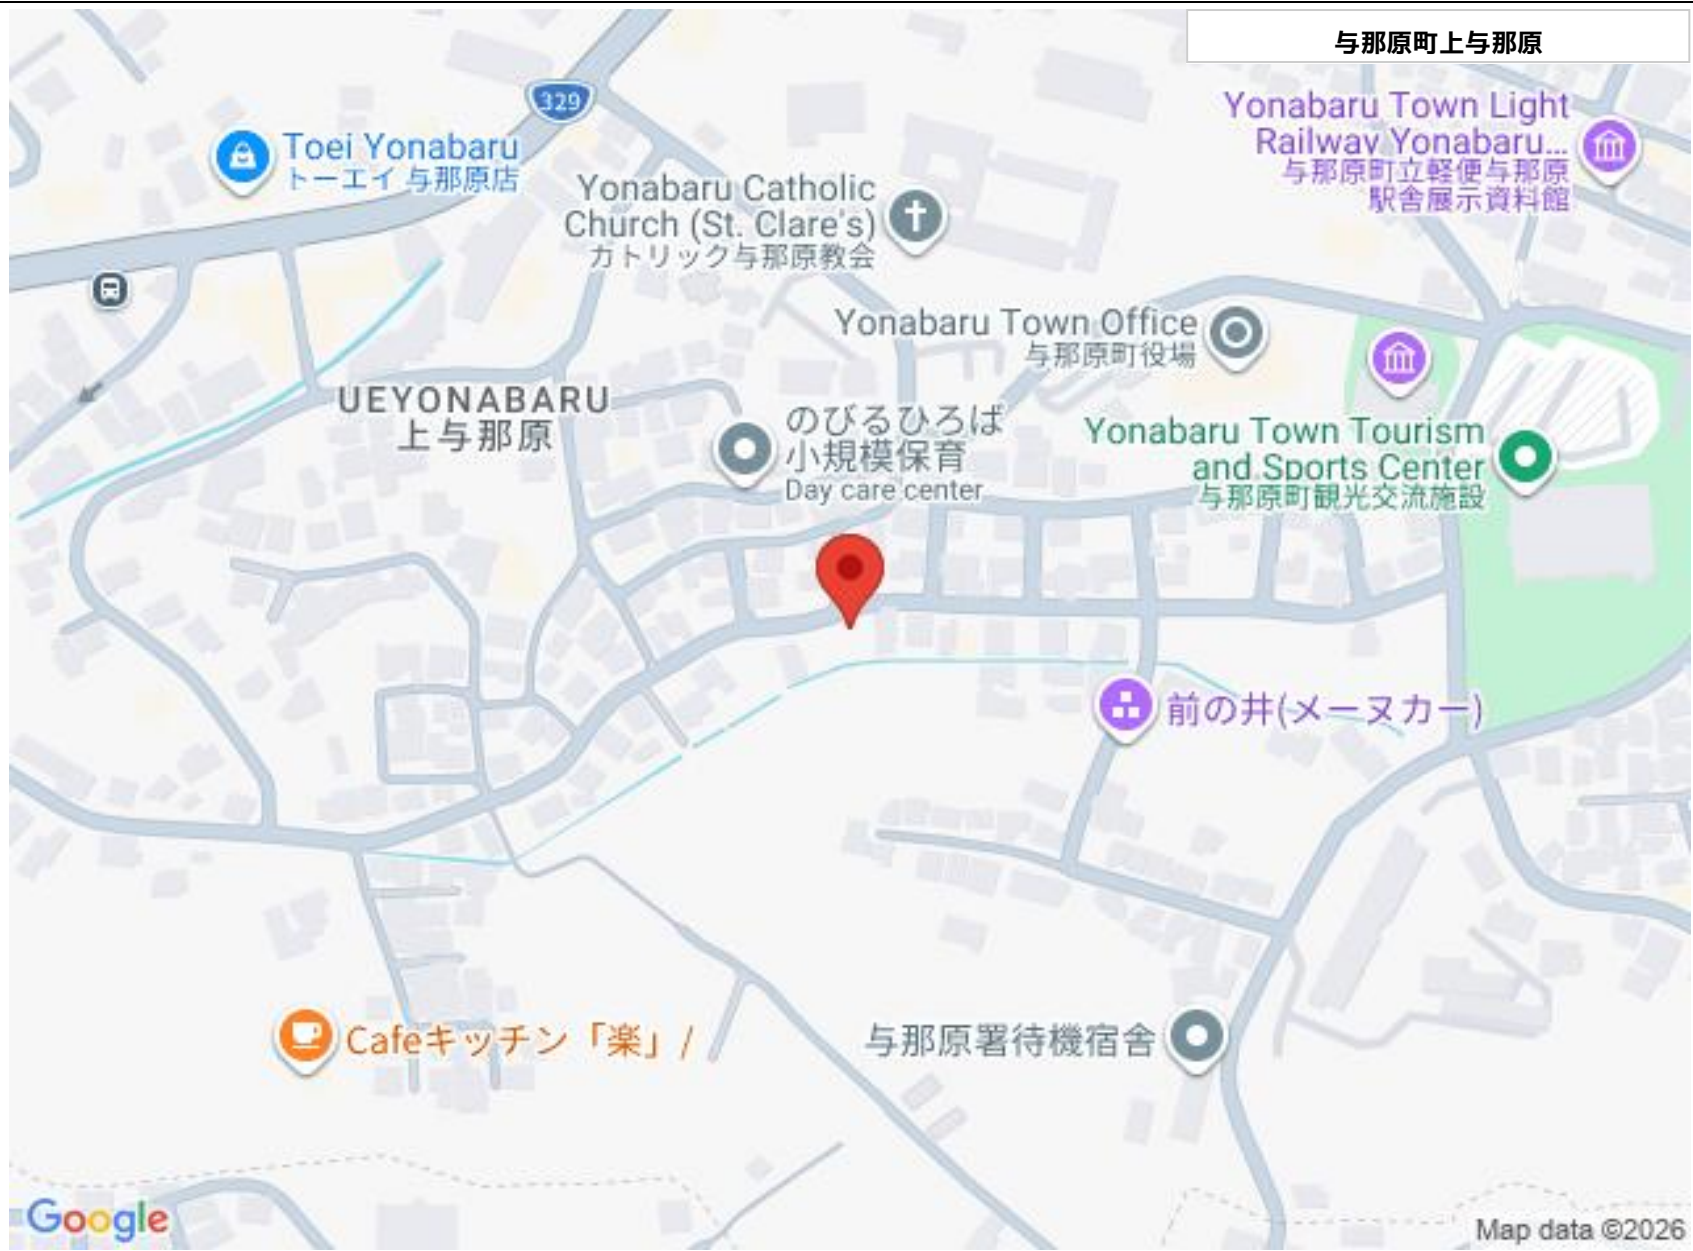 与那原町上与那原
329
Toei Yonabaru
トーエイ 与那原店
Yonabaru Town Light
Railway Yonabaru...
与那原町立軽便与那原
駅舎展示資料館
Yonabaru Catholic
Church (St. Clare's)
カトリック与那原教会
Yonabaru Town Office
与那原町役場
UEYONABARU
上与那原
のびるひろば
小規模保育
Day care center
Yonabaru Town Tourism
and Sports Center
与那原町観光交流施設
前の井(メーヌカー)
Cafeキッチン「楽」/
与那原署待機宿舎
Google
Map data ©2026